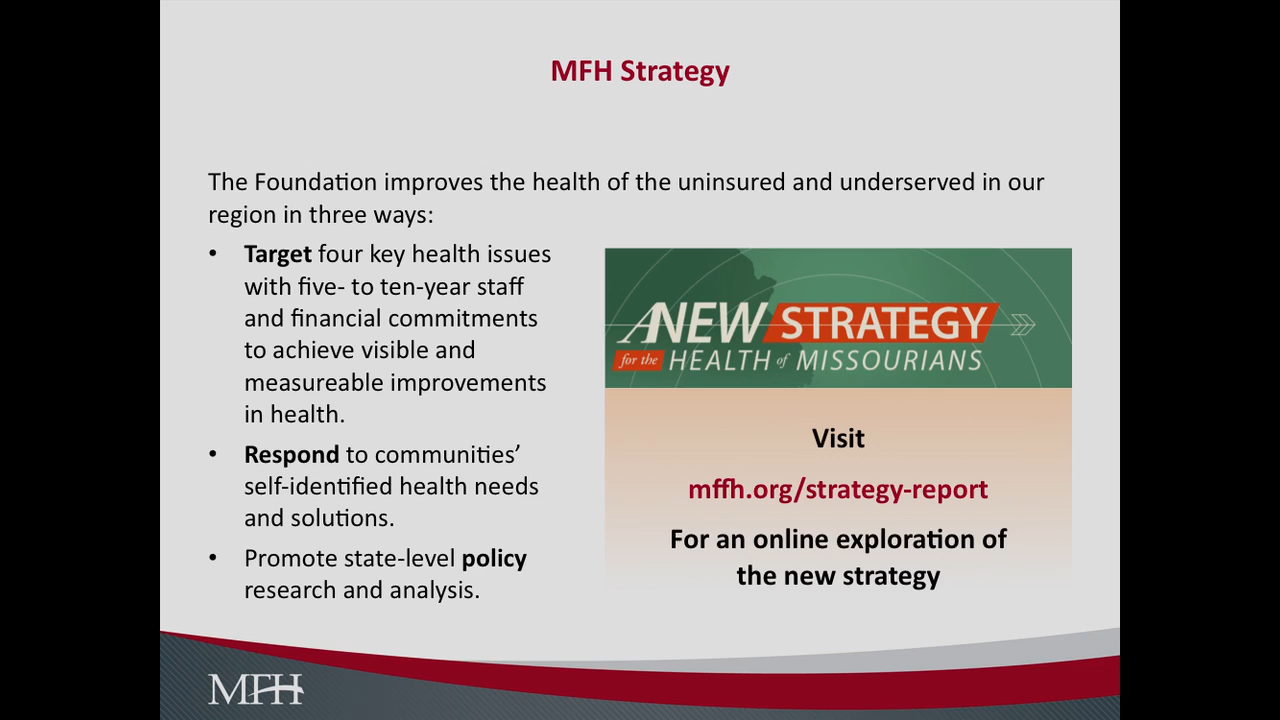 MFH Strategy
The Foundation improves the health of the uninsured and underserved in our
region in three ways:
• Target four key health issues
with five- to ten-year staff
and financial commitments
to achieve visible and
measureable improvements
in health.
• Respond to communities’
self-identified health needs
and solutions.
• Promote state-level policy
research and analysis.
A NEW STRATEGY
for the HEALTH of MISSOURIANS
Visit
mffh.org/strategy-report
For an online exploration of
the new strategy
MFH